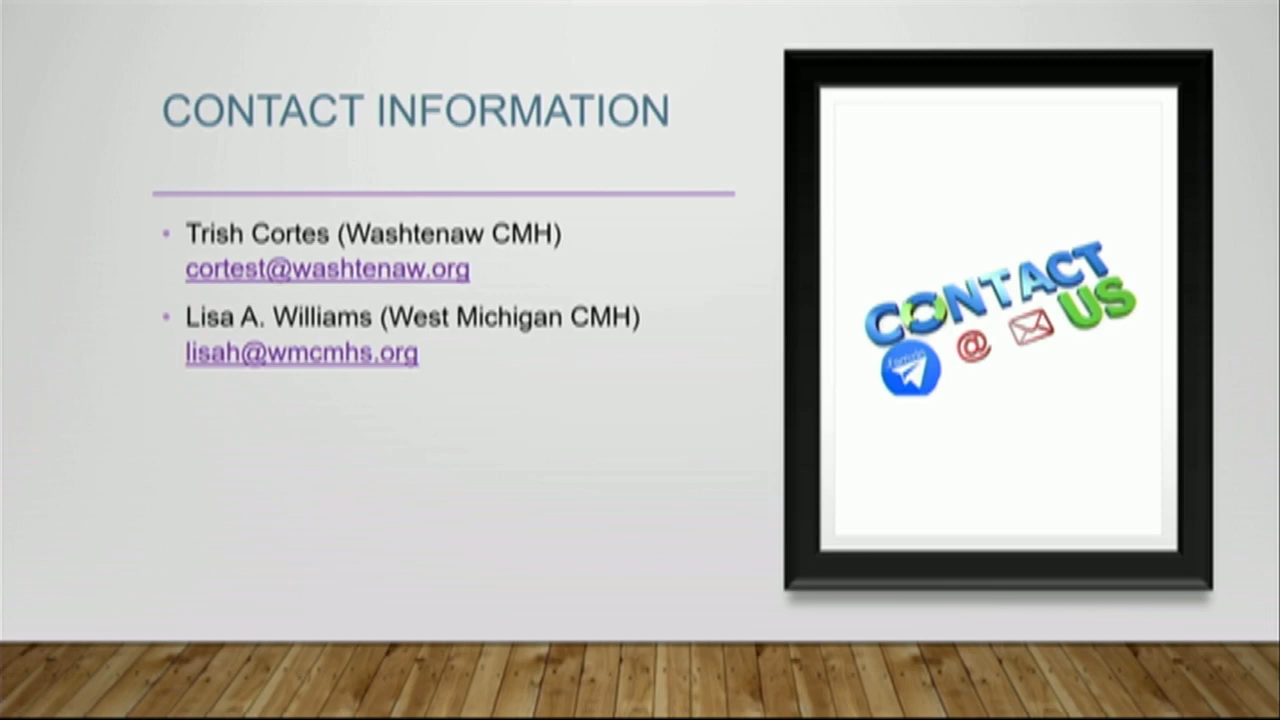 CONTACT INFORMATION
• Trish Cortes (Washtenaw CMH)
cortest@washtenaw.org
• Lisa A. Williams (West Michigan CMH)
lisah@wmcmhs.org
CONTACT
US
@